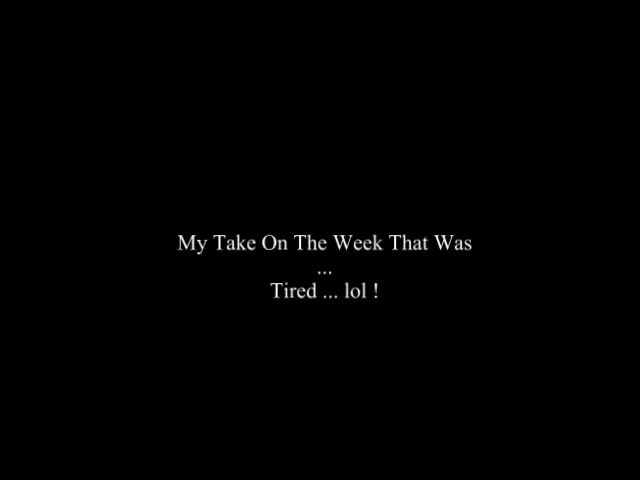 My Take On The Week That Was
...
Tired ... lol !